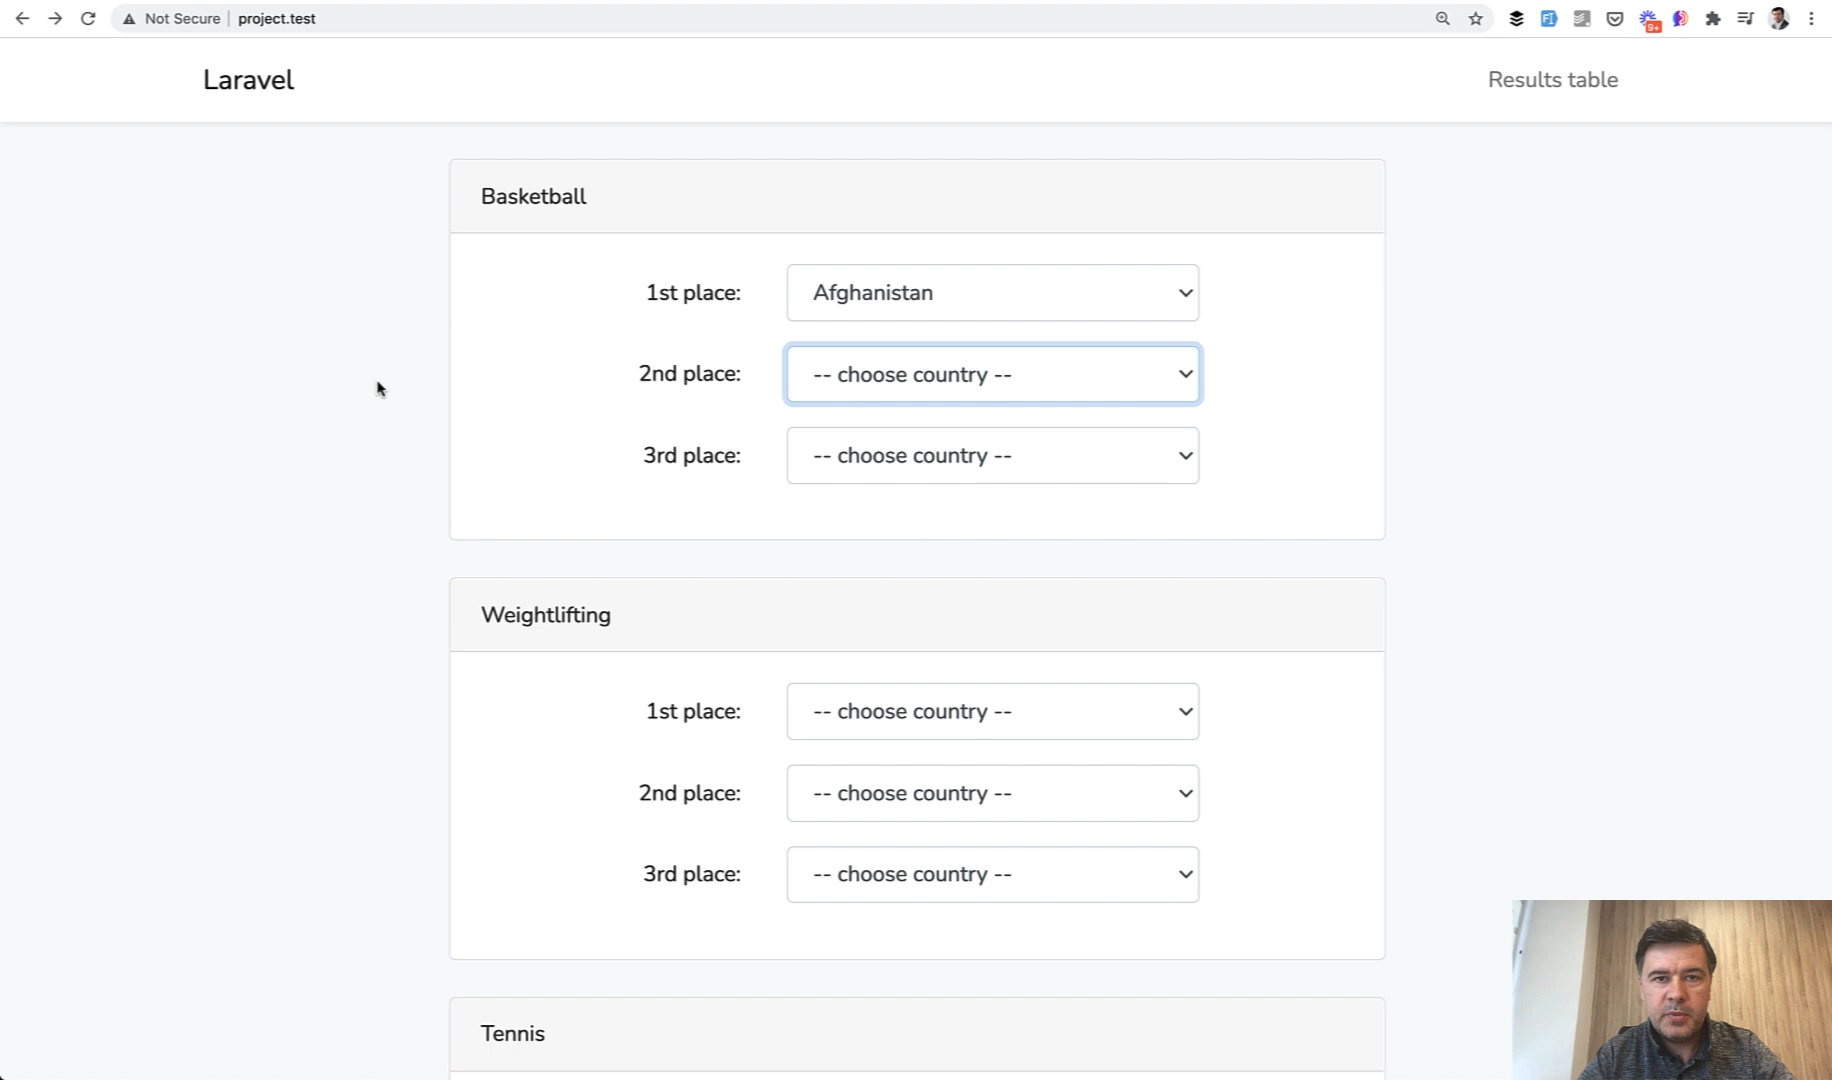 Not Secure | project.test
9+
Laravel
Results table
Basketball
1st place:
Afghanistan
2nd place:
-- choose country --
3rd place:
-- choose country --
Weightlifting
1st place:
-- choose country --
2nd place:
-- choose country --
3rd place:
-- choose country --
Tennis